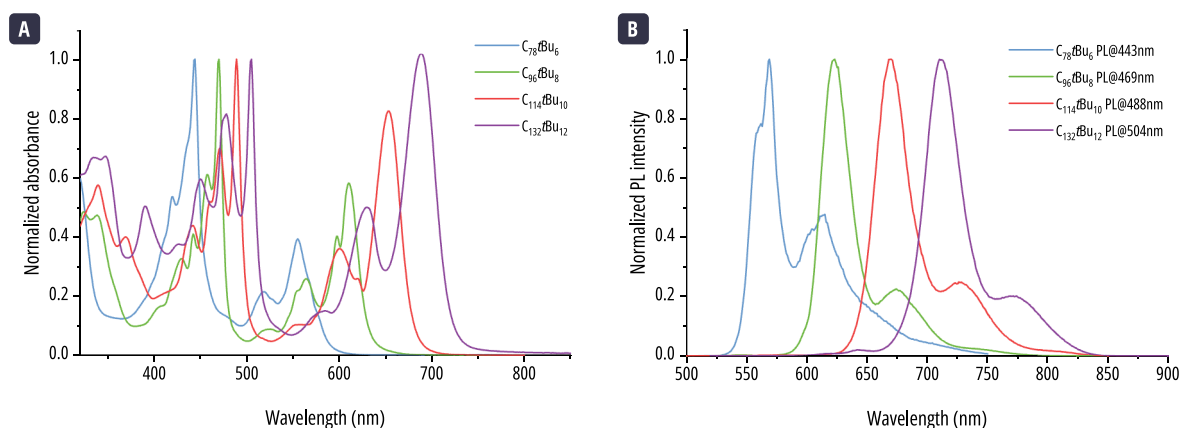 A
C₇₈tBu₆
C₉₆tBu₈
C₁₁₄tBu₁₀
C₁₃₂tBu₁₂
Normalized absorbance
1.0
0.8
0.6
0.4
0.2
0.0
400 500 600 700 800
Wavelength (nm)
B
C₇₈tBu₆ PL@443nm
C₉₆tBu₈ PL@469nm
C₁₁₄tBu₁₀ PL@488nm
C₁₃₂tBu₁₂ PL@504nm
Normalized PL intensity
1.0
0.8
0.6
0.4
0.2
0.0
500 550 600 650 700 750 800 850 900
Wavelength (nm)